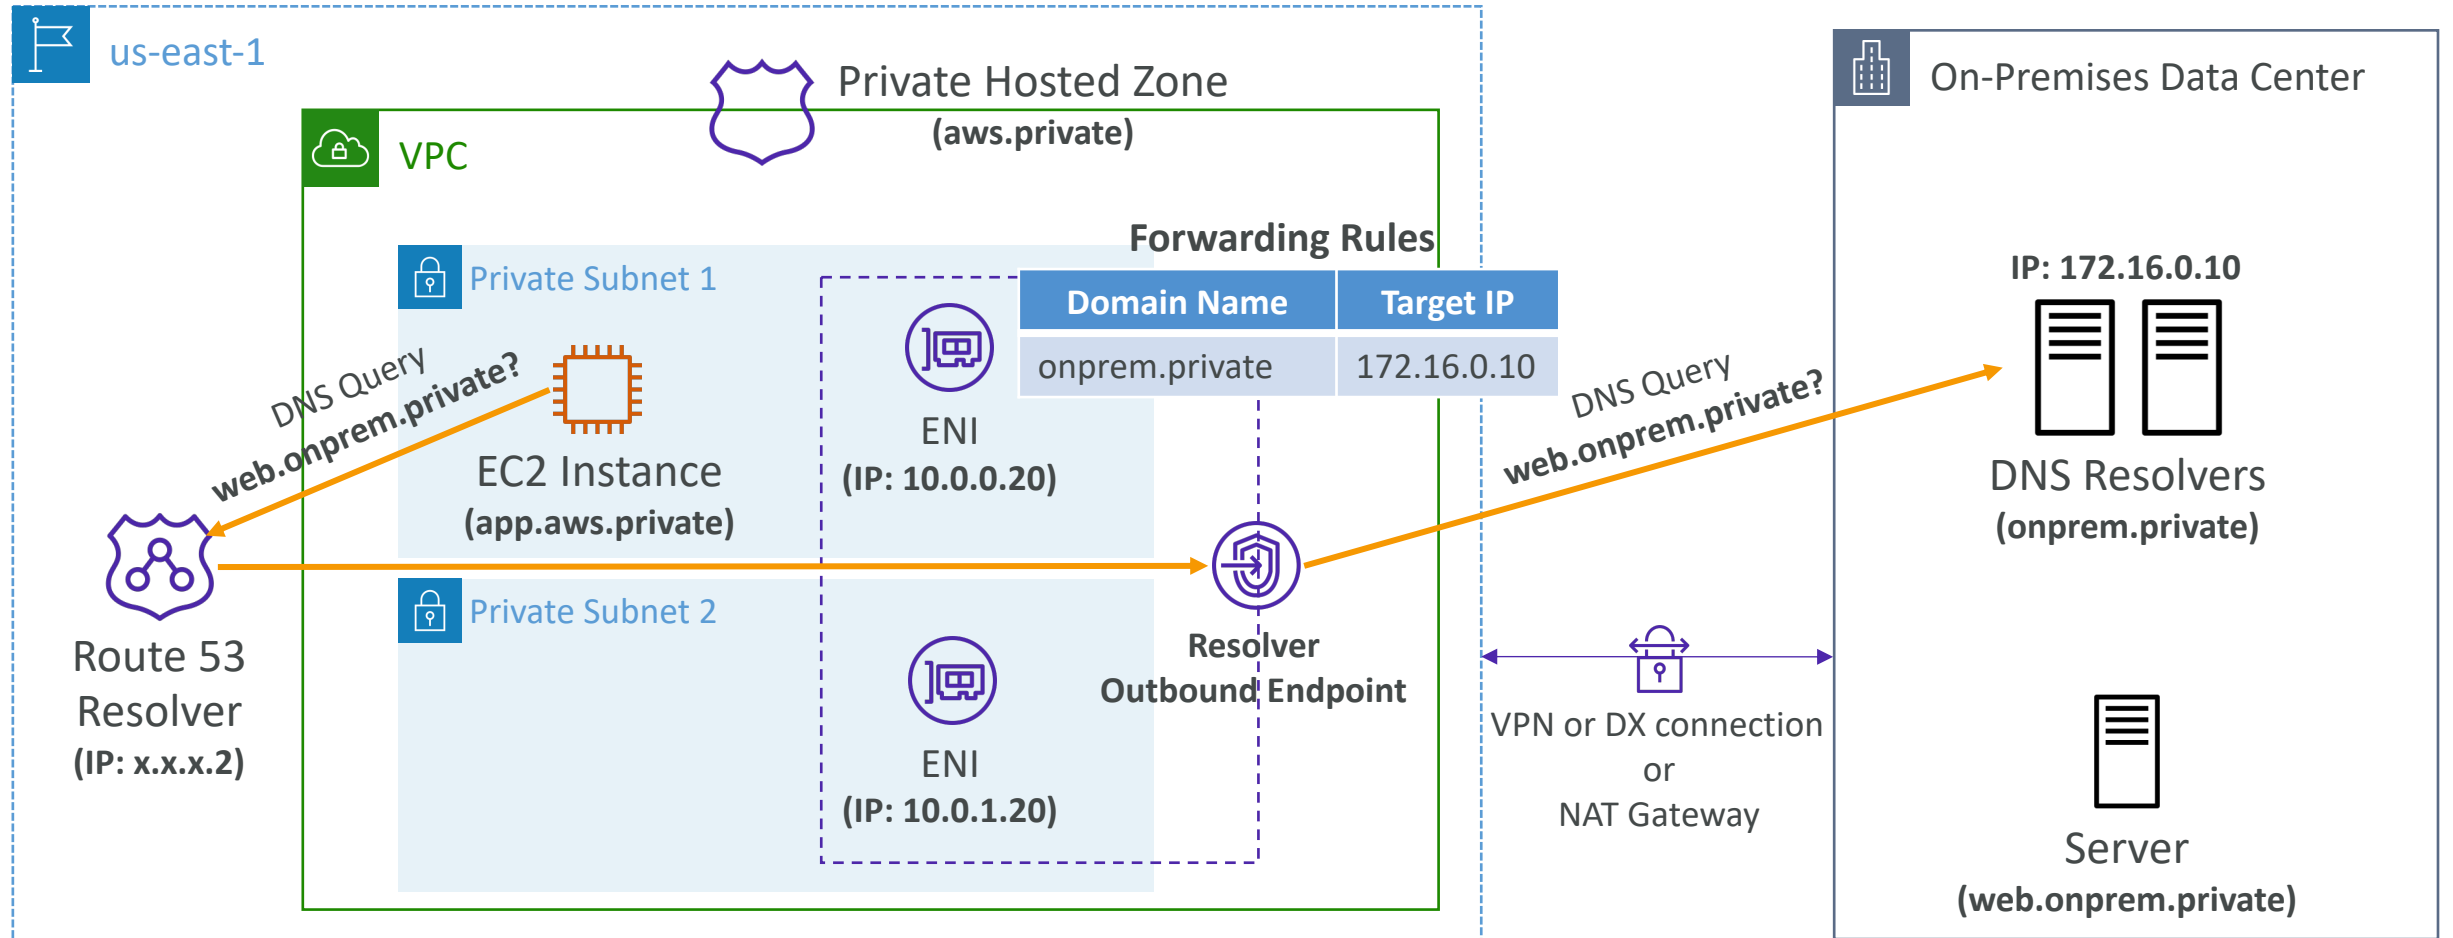 us-east-1
Private Hosted Zone
(aws.private)
On-Premises Data Center
VPC
Forwarding Rules
Domain Name Target IP
onprem.private 172.16.0.10
Private Subnet 1
DNS Query
web.onprem.private?
EC2 Instance
(app.aws.private)
ENI
(IP: 10.0.0.20)
DNS Query
web.onprem.private?
IP: 172.16.0.10
DNS Resolvers
(onprem.private)
Route 53
Resolver
(IP: x.x.x.2)
Private Subnet 2
ENI
(IP: 10.0.1.20)
Resolver
Outbound Endpoint
VPN or DX connection
or
NAT Gateway
Server
(web.onprem.private)